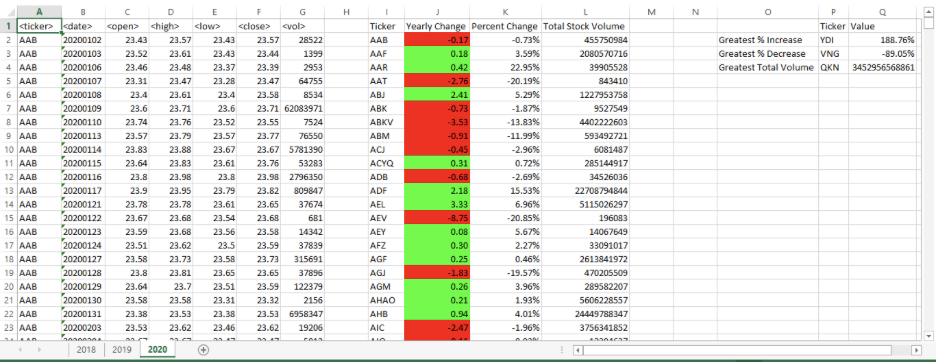 A B C D E F G H I J K L M N O P Q
1 <ticker> <date> <open> <high> <low> <close> <vol> Ticker Yearly Change Percent Change Total Stock Volume Ticker Value
2 AAB 20200102 23.43 23.57 23.43 23.57 28522 AAB -0.17 -0.73% 455750984 Greatest % Increase YDI 188.76%
3 AAB 20200103 23.52 23.61 23.43 23.44 1399 AAF 0.18 3.59% 2080570716 Greatest % Decrease VNG -89.05%
4 AAB 20200106 23.46 23.48 23.37 23.39 2953 AAR 0.42 22.95% 39905528 Greatest Total Volume QKN 3452956568861
5 AAB 20200107 23.31 23.47 23.28 23.47 64755 AAT -2.76 -20.19% 843410
6 AAB 20200108 23.4 23.61 23.4 23.58 8534 ABJ 2.41 5.29% 1227953758
7 AAB 20200109 23.6 23.71 23.6 23.71 62083971 ABK -0.73 -1.87% 9527549
8 AAB 20200110 23.74 23.76 23.52 23.55 7524 ABKV -3.53 -13.83% 4402222603
9 AAB 20200113 23.57 23.79 23.57 23.77 76550 ABM -0.91 -11.99% 593492721
10 AAB 20200114 23.83 23.88 23.67 23.67 5781390 ACJ -0.45 -2.96% 6081487
11 AAB 20200115 23.64 23.83 23.61 23.76 53283 ACYQ 0.31 0.72% 285144917
12 AAB 20200116 23.8 23.98 23.8 23.98 2796350 ADB -0.68 -2.69% 34526036
13 AAB 20200117 23.9 23.95 23.79 23.82 809847 ADF 2.18 15.53% 22708794844
14 AAB 20200121 23.78 23.78 23.61 23.65 37674 AEL 3.33 6.96% 5115026297
15 AAB 20200122 23.67 23.68 23.54 23.68 681 AEV -8.75 -20.85% 196083
16 AAB 20200123 23.59 23.68 23.56 23.58 14342 AEY 0.08 5.67% 14067649
17 AAB 20200124 23.51 23.62 23.5 23.59 37839 AFZ 0.30 2.27% 33091017
18 AAB 20200127 23.58 23.73 23.58 23.73 315691 AGF 0.25 0.46% 2613841972
19 AAB 20200128 23.8 23.81 23.65 23.65 37896 AGJ -1.83 -19.57% 470205509
20 AAB 20200129 23.64 23.7 23.51 23.59 122379 AGM 0.26 3.96% 289582207
21 AAB 20200130 23.58 23.58 23.31 23.32 2156 AHAO 0.21 1.93% 5606228557
22 AAB 20200131 23.38 23.53 23.38 23.53 6958347 AHB 0.94 4.01% 24449788347
23 AAB 20200203 23.53 23.62 23.46 23.62 19206 AIC -2.47 -1.96% 3756341852
2018 2019 2020